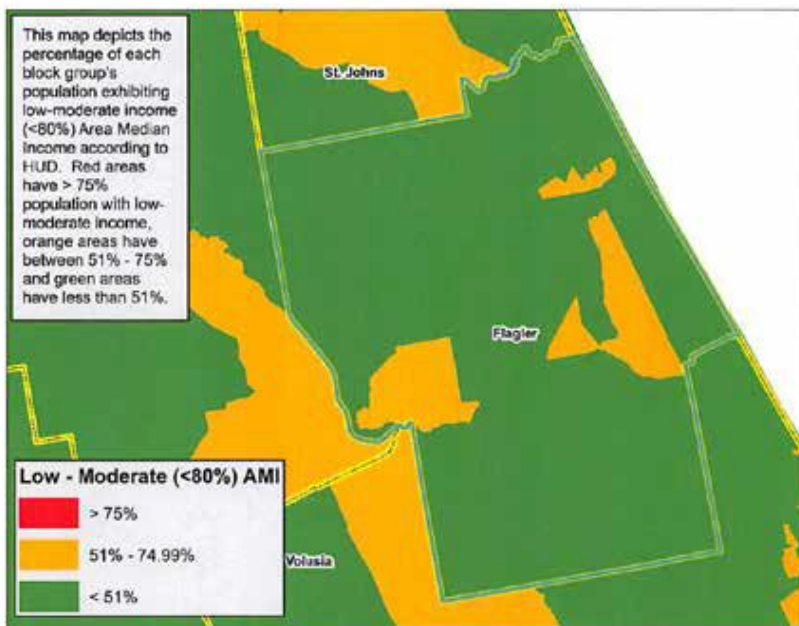 This map depicts the
percentage of each
block group's
population exhibiting
low-moderate income
(<80%) Area Median
Income according to
HUD. Red areas
have > 75%
population with low-
moderate income,
orange areas have
between 51% - 75%
and green areas
have less than 51%.
St. Johns
Flagler
Low - Moderate (<80%) AMI
> 75%
51% - 74.99%
< 51%
Volusia